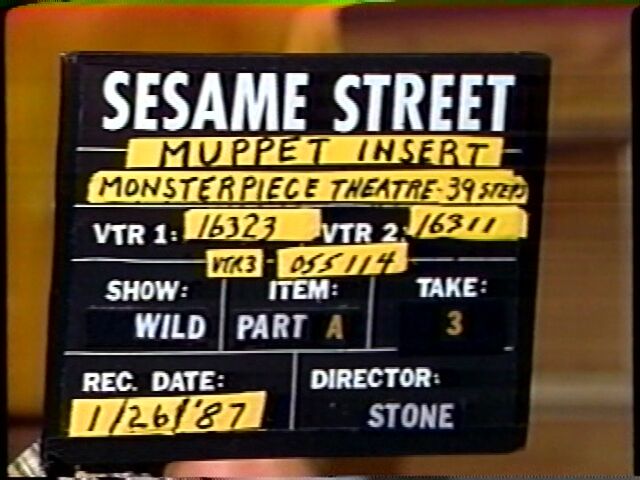 SESAME STREET
MUPPET INSERT
MONSTERPIECE THEATRE-39 STEPS
VTR 1: 16323 VTR 2: 16311
VTR3 - 055114
SHOW: ITEM: TAKE:
WILD PART A 3
REC. DATE: DIRECTOR:
1/26/'87 STONE